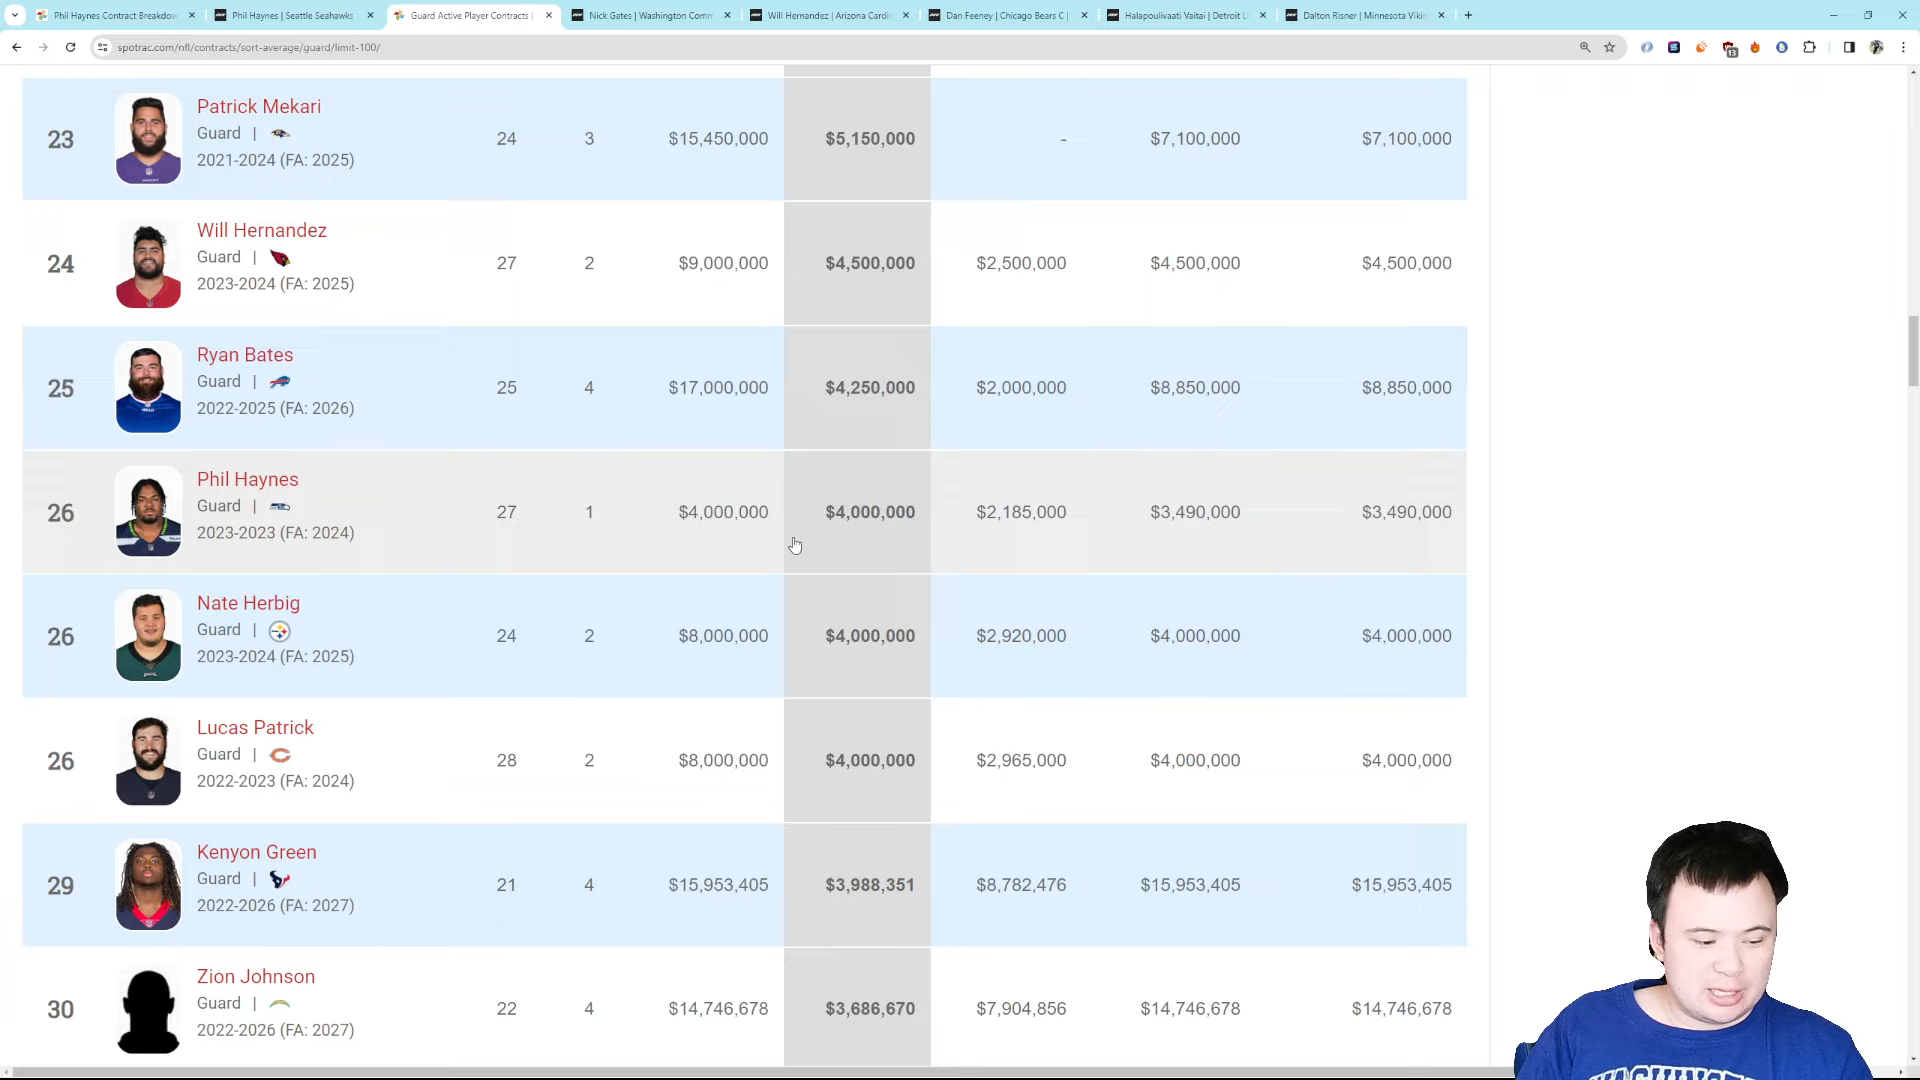 Phil Haynes Contract Breakdow
Phil Haynes | Seattle Seahawks
Guard Active Player Contracts |
Nick Gates | Washington Comm
Will Hernandez | Arizona Cardi
Dan Feeney | Chicago Bears C |
Halapoulivaati Vaitai | Detroit L
Dalton Risner | Minnesota Vikin
spotrac.com/nfl/contracts/sort-average/guard/limit-100/
13
23
Patrick Mekari
Guard |
2021-2024 (FA: 2025)
24 3 $15,450,000 $5,150,000 - $7,100,000 $7,100,000
24
Will Hernandez
Guard |
2023-2024 (FA: 2025)
27 2 $9,000,000 $4,500,000 $2,500,000 $4,500,000 $4,500,000
25
Ryan Bates
Guard |
2022-2025 (FA: 2026)
25 4 $17,000,000 $4,250,000 $2,000,000 $8,850,000 $8,850,000
26
Phil Haynes
Guard |
2023-2023 (FA: 2024)
27 1 $4,000,000 $4,000,000 $2,185,000 $3,490,000 $3,490,000
26
Nate Herbig
Guard |
2023-2024 (FA: 2025)
24 2 $8,000,000 $4,000,000 $2,920,000 $4,000,000 $4,000,000
26
Lucas Patrick
Guard |
2022-2023 (FA: 2024)
28 2 $8,000,000 $4,000,000 $2,965,000 $4,000,000 $4,000,000
29
Kenyon Green
Guard |
2022-2026 (FA: 2027)
21 4 $15,953,405 $3,988,351 $8,782,476 $15,953,405 $15,953,405
30
Zion Johnson
Guard |
2022-2026 (FA: 2027)
22 4 $14,746,678 $3,686,670 $7,904,856 $14,746,678 $14,746,678